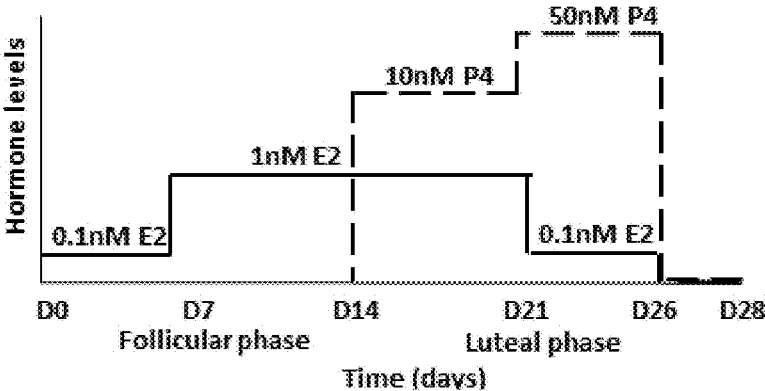 50nM P4
10nM P4
1nM E2
0.1nM E2
0.1nM E2
Hormone levels
D0 D7 D14 D21 D26 D28
Follicular phase Luteal phase
Time (days)